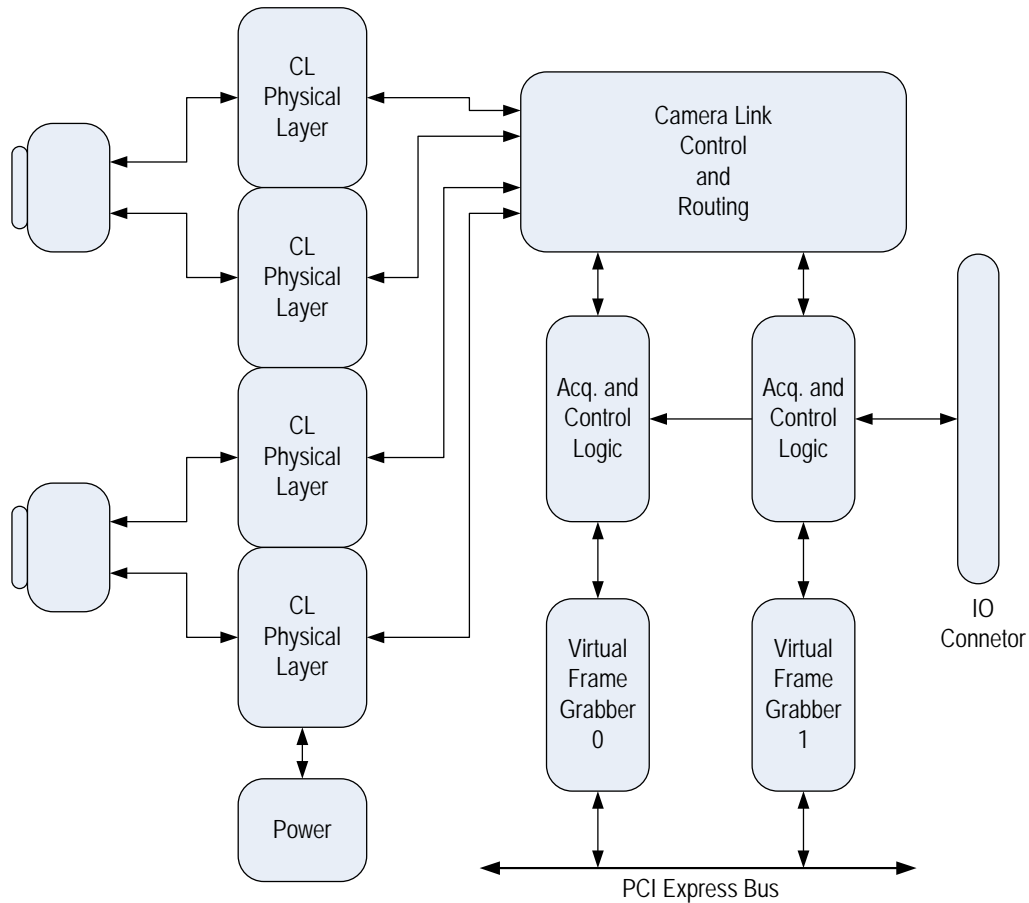 CL
Physical
Layer
Camera Link
Control
and
Routing
CL
Physical
Layer
CL
Physical
Layer
Acq. and
Control
Logic
Acq. and
Control
Logic
CL
Physical
Layer
IO
Connetor
Virtual
Frame
Grabber
0
Virtual
Frame
Grabber
1
Power
PCI Express Bus